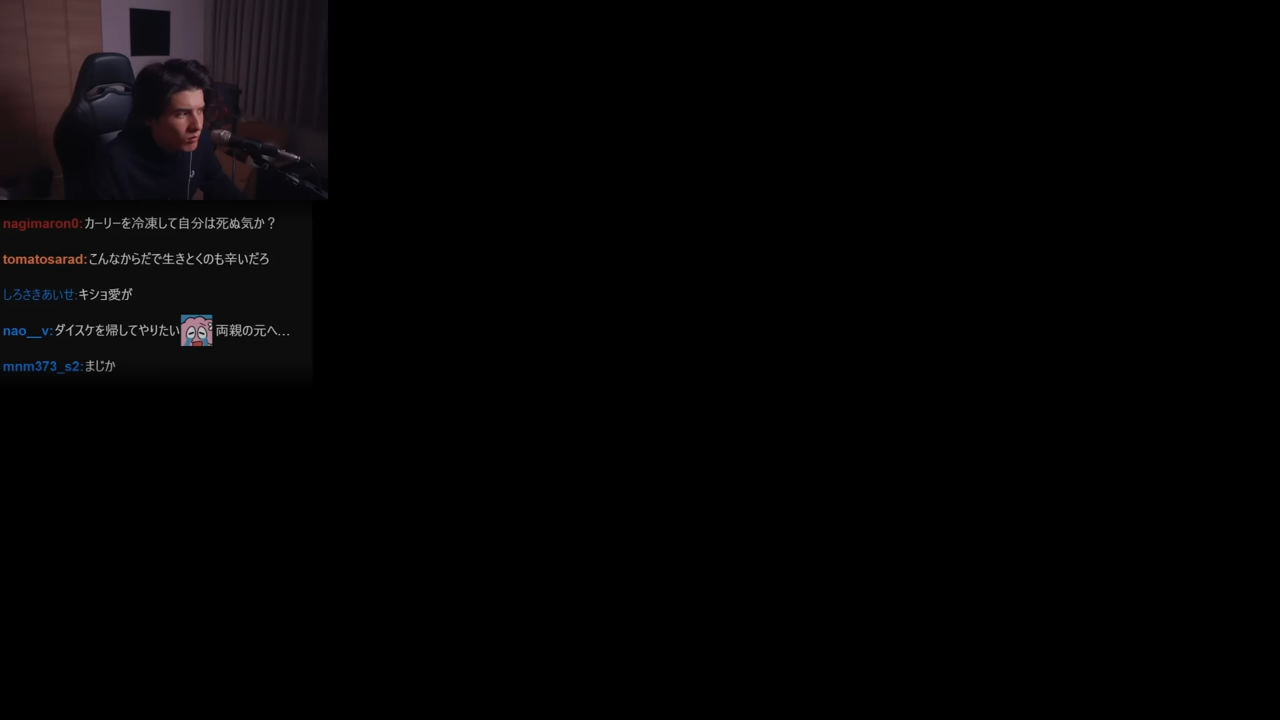 nagimaron0:カーリーを冷凍して自分は死ぬ気か？
tomatosarad:こんなからだで生きとくのも辛いだろ
しろさきあいせ:キショ愛が
nao__v:ダイスケを帰してやりたい 両親の元へ…
mnm373_s2:まじか